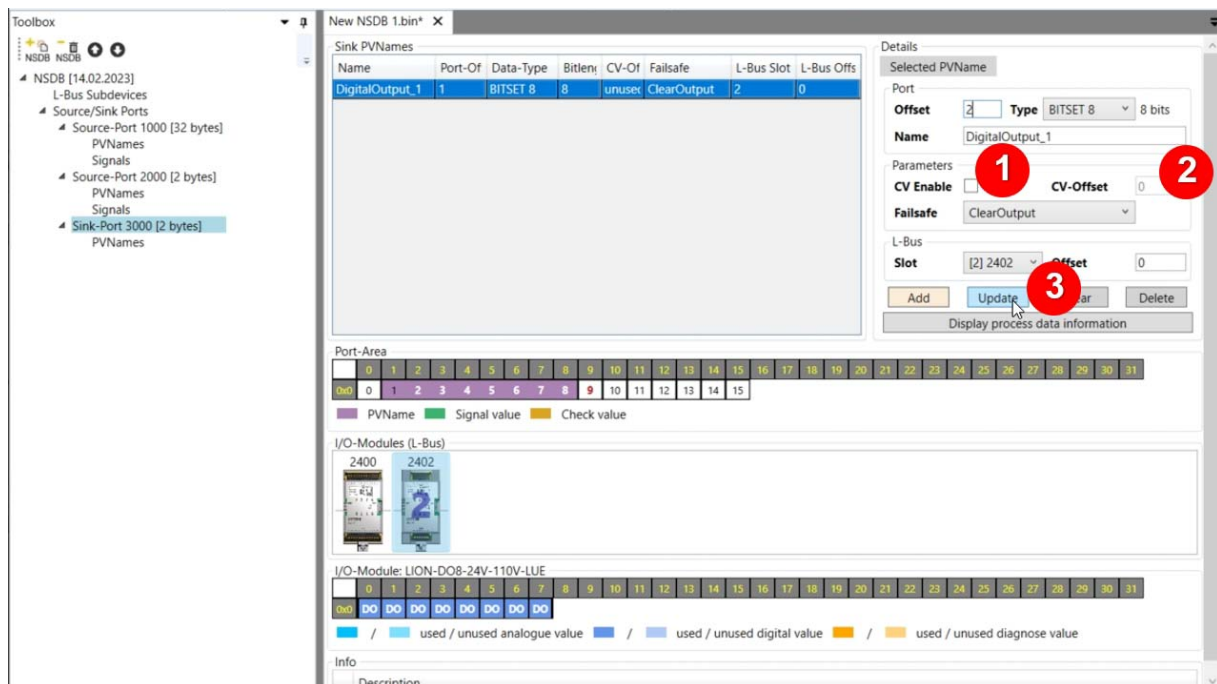 Toolbox
NSDB NSDB
NSDB [14.02.2023]
L-Bus Subdevices
Source/Sink Ports
Source-Port 1000 [32 bytes]
PVNames
Signals
Source-Port 2000 [2 bytes]
PVNames
Signals
Sink-Port 3000 [2 bytes]
PVNames
New NSDB 1.bin*
Sink PVNames
Name Port-Of Data-Type Bitleng CV-Of Failsafe L-Bus Slot L-Bus Offs
DigitalOutput_1 1 BITSET 8 8 unused ClearOutput 2 0
Details
Selected PVName
Port
Offset 2 Type BITSET 8 8 bits
Name DigitalOutput_1
Parameters
1 2
CV Enable CV-Offset 0
Failsafe ClearOutput
L-Bus
Slot [2] 2402 Offset 0
3
Add Update ear Delete
Display process data information
Port-Area
0 1 2 3 4 5 6 7 8 9 10 11 12 13 14 15 16 17 18 19 20 21 22 23 24 25 26 27 28 29 30 31
0x0 0 1 2 3 4 5 6 7 8 9 10 11 12 13 14 15
PVName Signal value Check value
I/O-Modules (L-Bus)
2400 2402
2
I/O-Module: LION-DO8-24V-110V-LUE
0 1 2 3 4 5 6 7 8 9 10 11 12 13 14 15 16 17 18 19 20 21 22 23 24 25 26 27 28 29 30 31
0x0 DO DO DO DO DO DO DO DO
/ used / unused analogue value / used / unused digital value / used / unused diagnose value
Info
Description